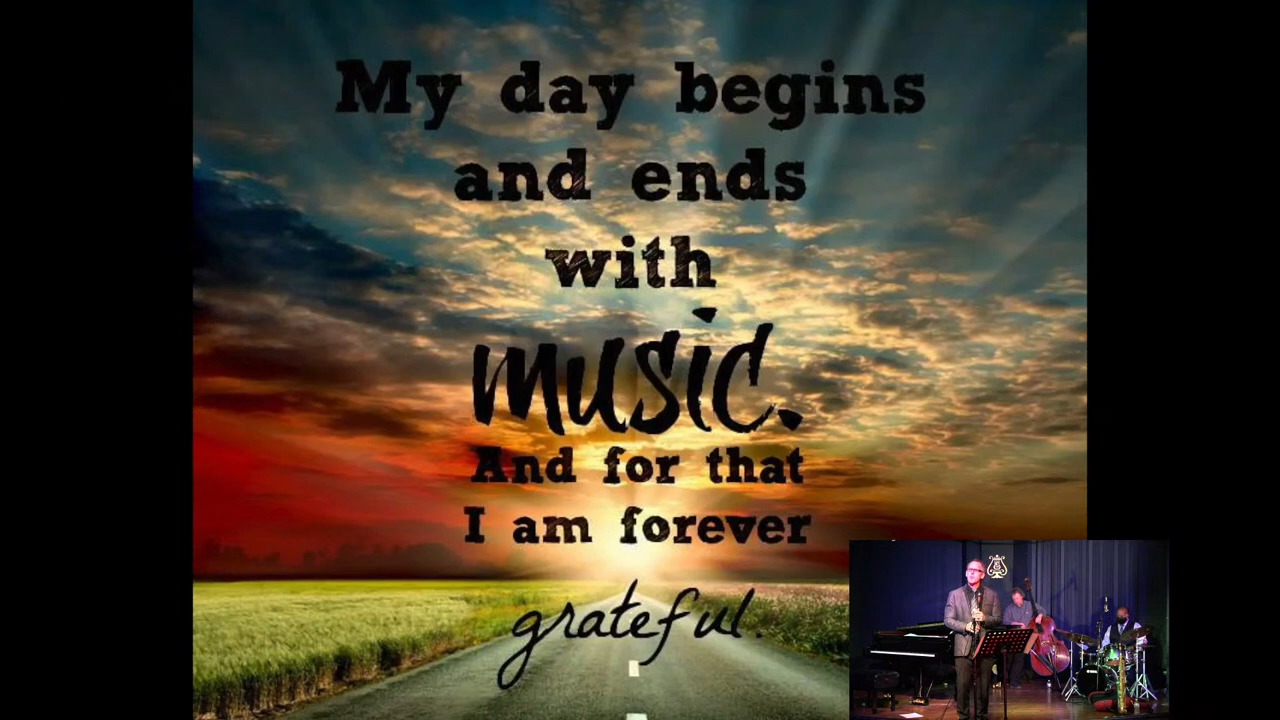 My day begins
and ends
with
music.
And for that
I am forever
grateful.